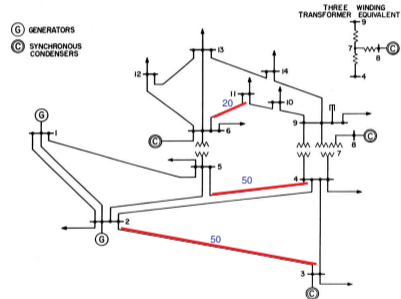 THREE WINDING
TRANSFORMER EQUIVALENT
9
7
8
C
4
G GENERATORS
C SYNCHRONOUS
CONDENSERS
13
14
12
11
10
20
9
C
6
G
1
7
8
C
5
50
4
2
G
50
3
C